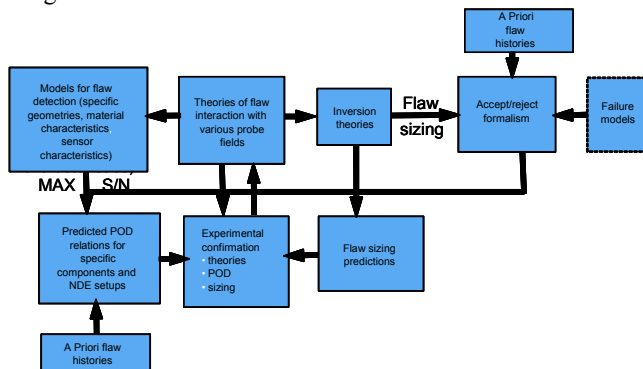 A Priori
flaw
histories
Models for flaw
detection (specific
geometries, material
characteristics,
sensor
characteristics)
Theories of flaw
interaction with
various probe
fields
Inversion
theories
Flaw
sizing
Accept/reject
formalism
Failure
models
MAX S/N,
Predicted POD
relations for
specific
components and
NDE setups
Experimental
confirmation
• theories
• POD
• sizing
Flaw sizing
predictions
A Priori flaw
histories